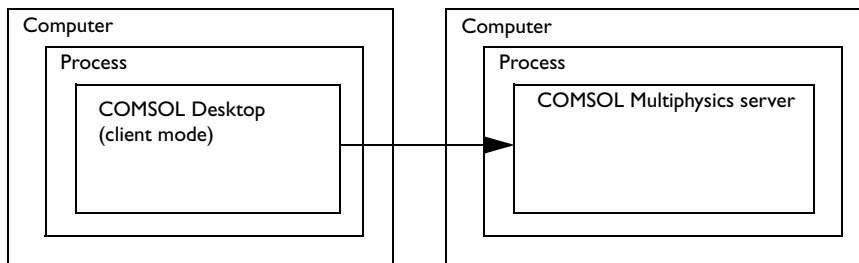 Computer
Process
COMSOL Desktop
(client mode)
Computer
Process
COMSOL Multiphysics server